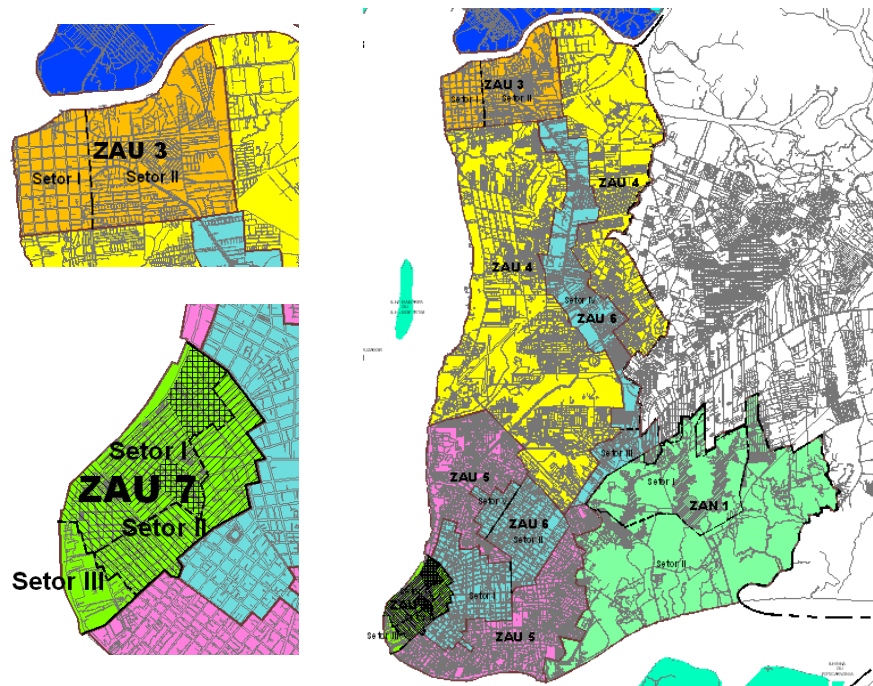 ZAU 3
Setor I
Setor II
Setor I
ZAU 7
Setor II
Setor III
ZAU 3
Setor I
Setor II
ZAU 4
ZAU 4
Setor IV
ZAU 6
Setor III
ZAU 5
ZAU 6
Setor II
Setor I
ZAN 1
Setor II
Setor I
ZAU 5
Setor III